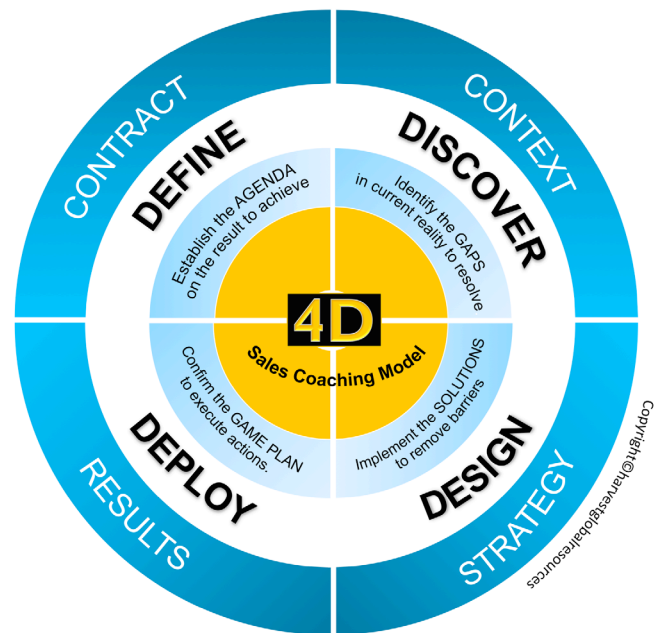 CONTRACT
DEFINE
Establish the AGENDA
on the result to achieve
CONTEXT
DISCOVER
Identify the GAPS
in current reality to resolve
4D
Sales Coaching Model
STRATEGY
DESIGN
Implement the SOLUTIONS
to remove barriers
RESULTS
DEPLOY
Confirm the GAME PLAN
to execute actions.
Copyright@harvestglobalresources